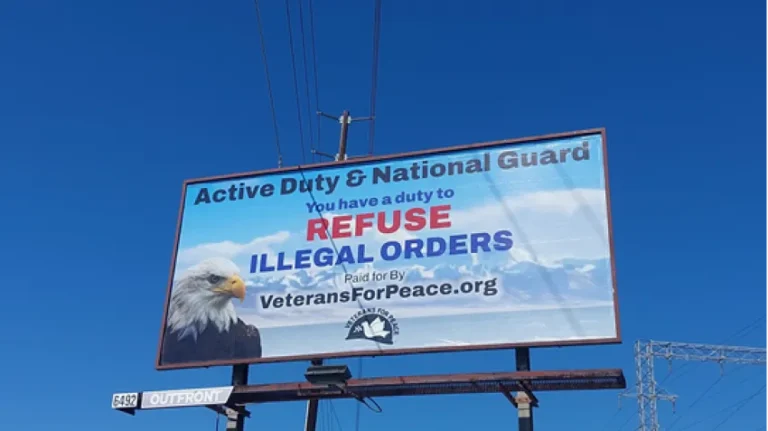 Active Duty & National Guard
You have a duty to
REFUSE
ILLEGAL ORDERS
Paid for By
VeteransForPeace.org
VETERANS FOR PEACE
6492 OUTFRONT